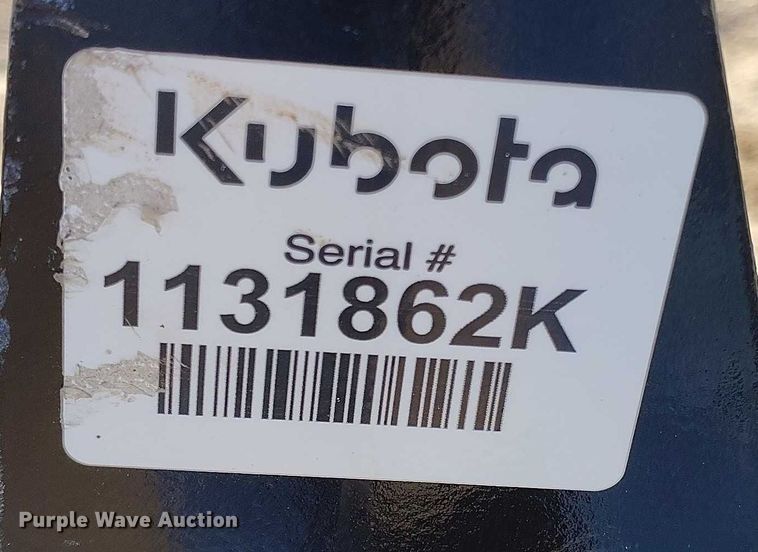 Kubota
Serial #
1131862K
Purple Wave Auction